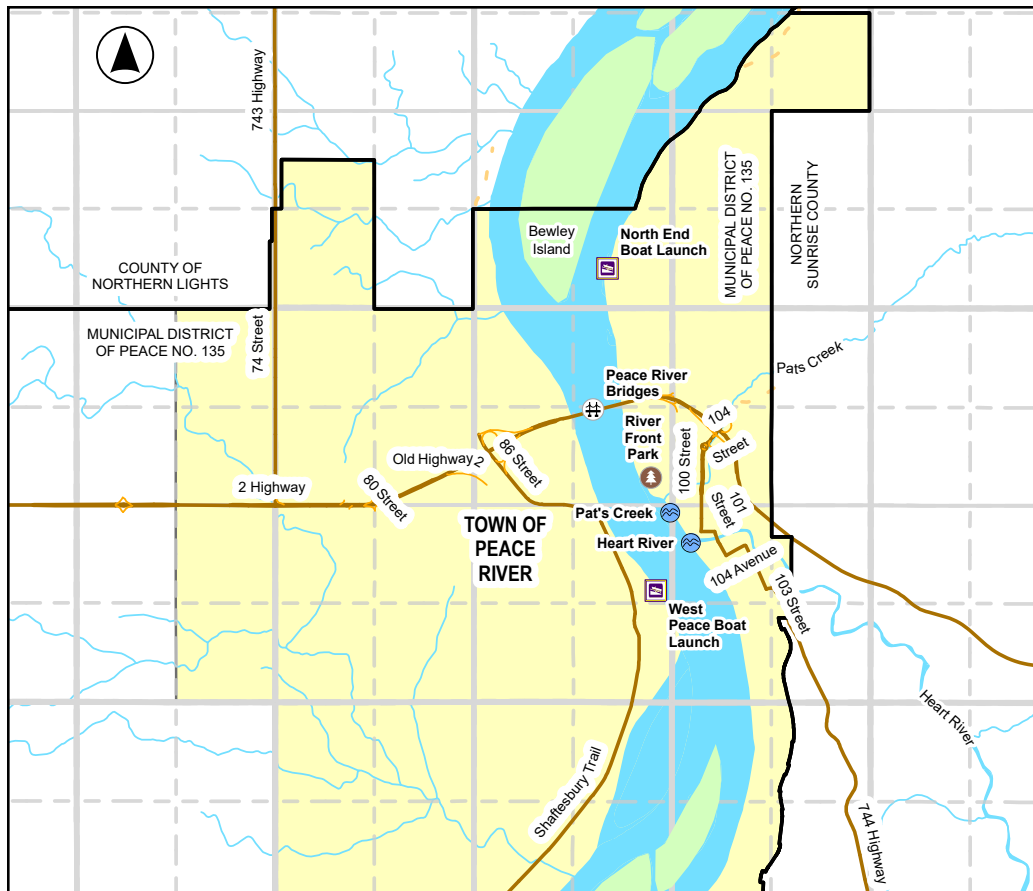 743 Highway
Bewley
Island
North End
Boat Launch
MUNICIPAL DISTRICT
OF PEACE NO. 135
NORTHERN
SUNRISE COUNTY
COUNTY OF
NORTHERN LIGHTS
MUNICIPAL DISTRICT
OF PEACE NO. 135
74 Street
Pats Creek
Peace River
Bridges
River
Front
Park
104
Street
100 Street
86 Street
Old Highway 2
2 Highway
80 Street
101
Street
TOWN OF
PEACE
RIVER
Pat's Creek
Heart River
104 Avenue
103 Street
West
Peace Boat
Launch
Heart River
Shaftesbury Trail
744 Highway